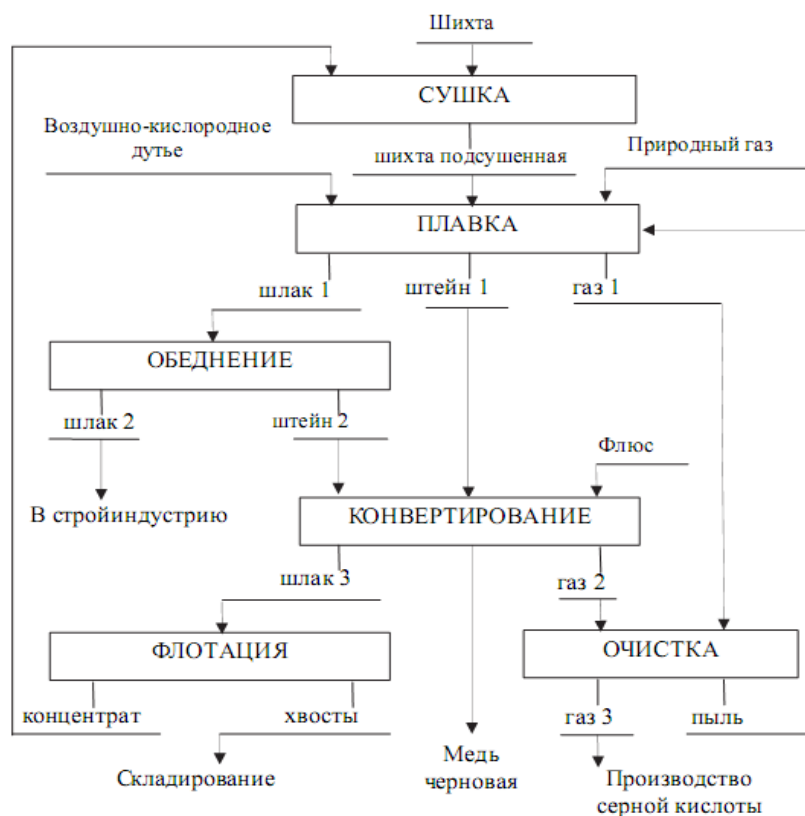 Шихта
СУШКА
Воздушно-кислородное
дутье
шихта подсушенная
Природный газ
ПЛАВКА
шлак 1
штейн 1
газ 1
ОБЕДНЕНИЕ
шлак 2
штейн 2
Флюс
В стройиндустрию
КОНВЕРТИРОВАНИЕ
шлак 3
газ 2
ФЛОТАЦИЯ
ОЧИСТКА
концентрат
хвосты
газ 3
пыль
Складирование
Медь
черновая
Производство
серной кислоты